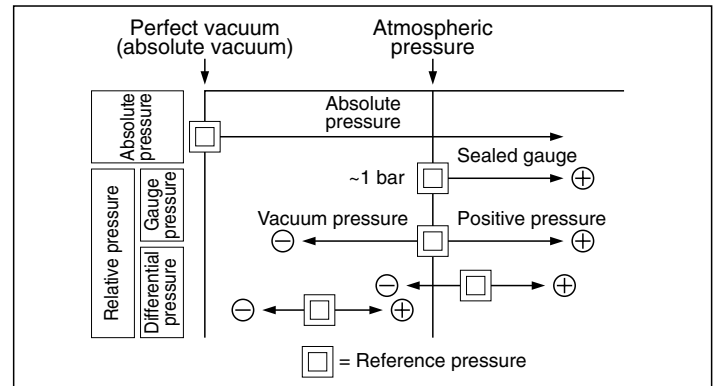 Perfect vacuum
(absolute vacuum)
Atmospheric
pressure
Absolute
pressure
Absolute
pressure
Sealed gauge
~1 bar
+
Relative pressure
Gauge
pressure
Vacuum pressure
Positive pressure
−
+
Differential
pressure
−
+
−
+
= Reference pressure